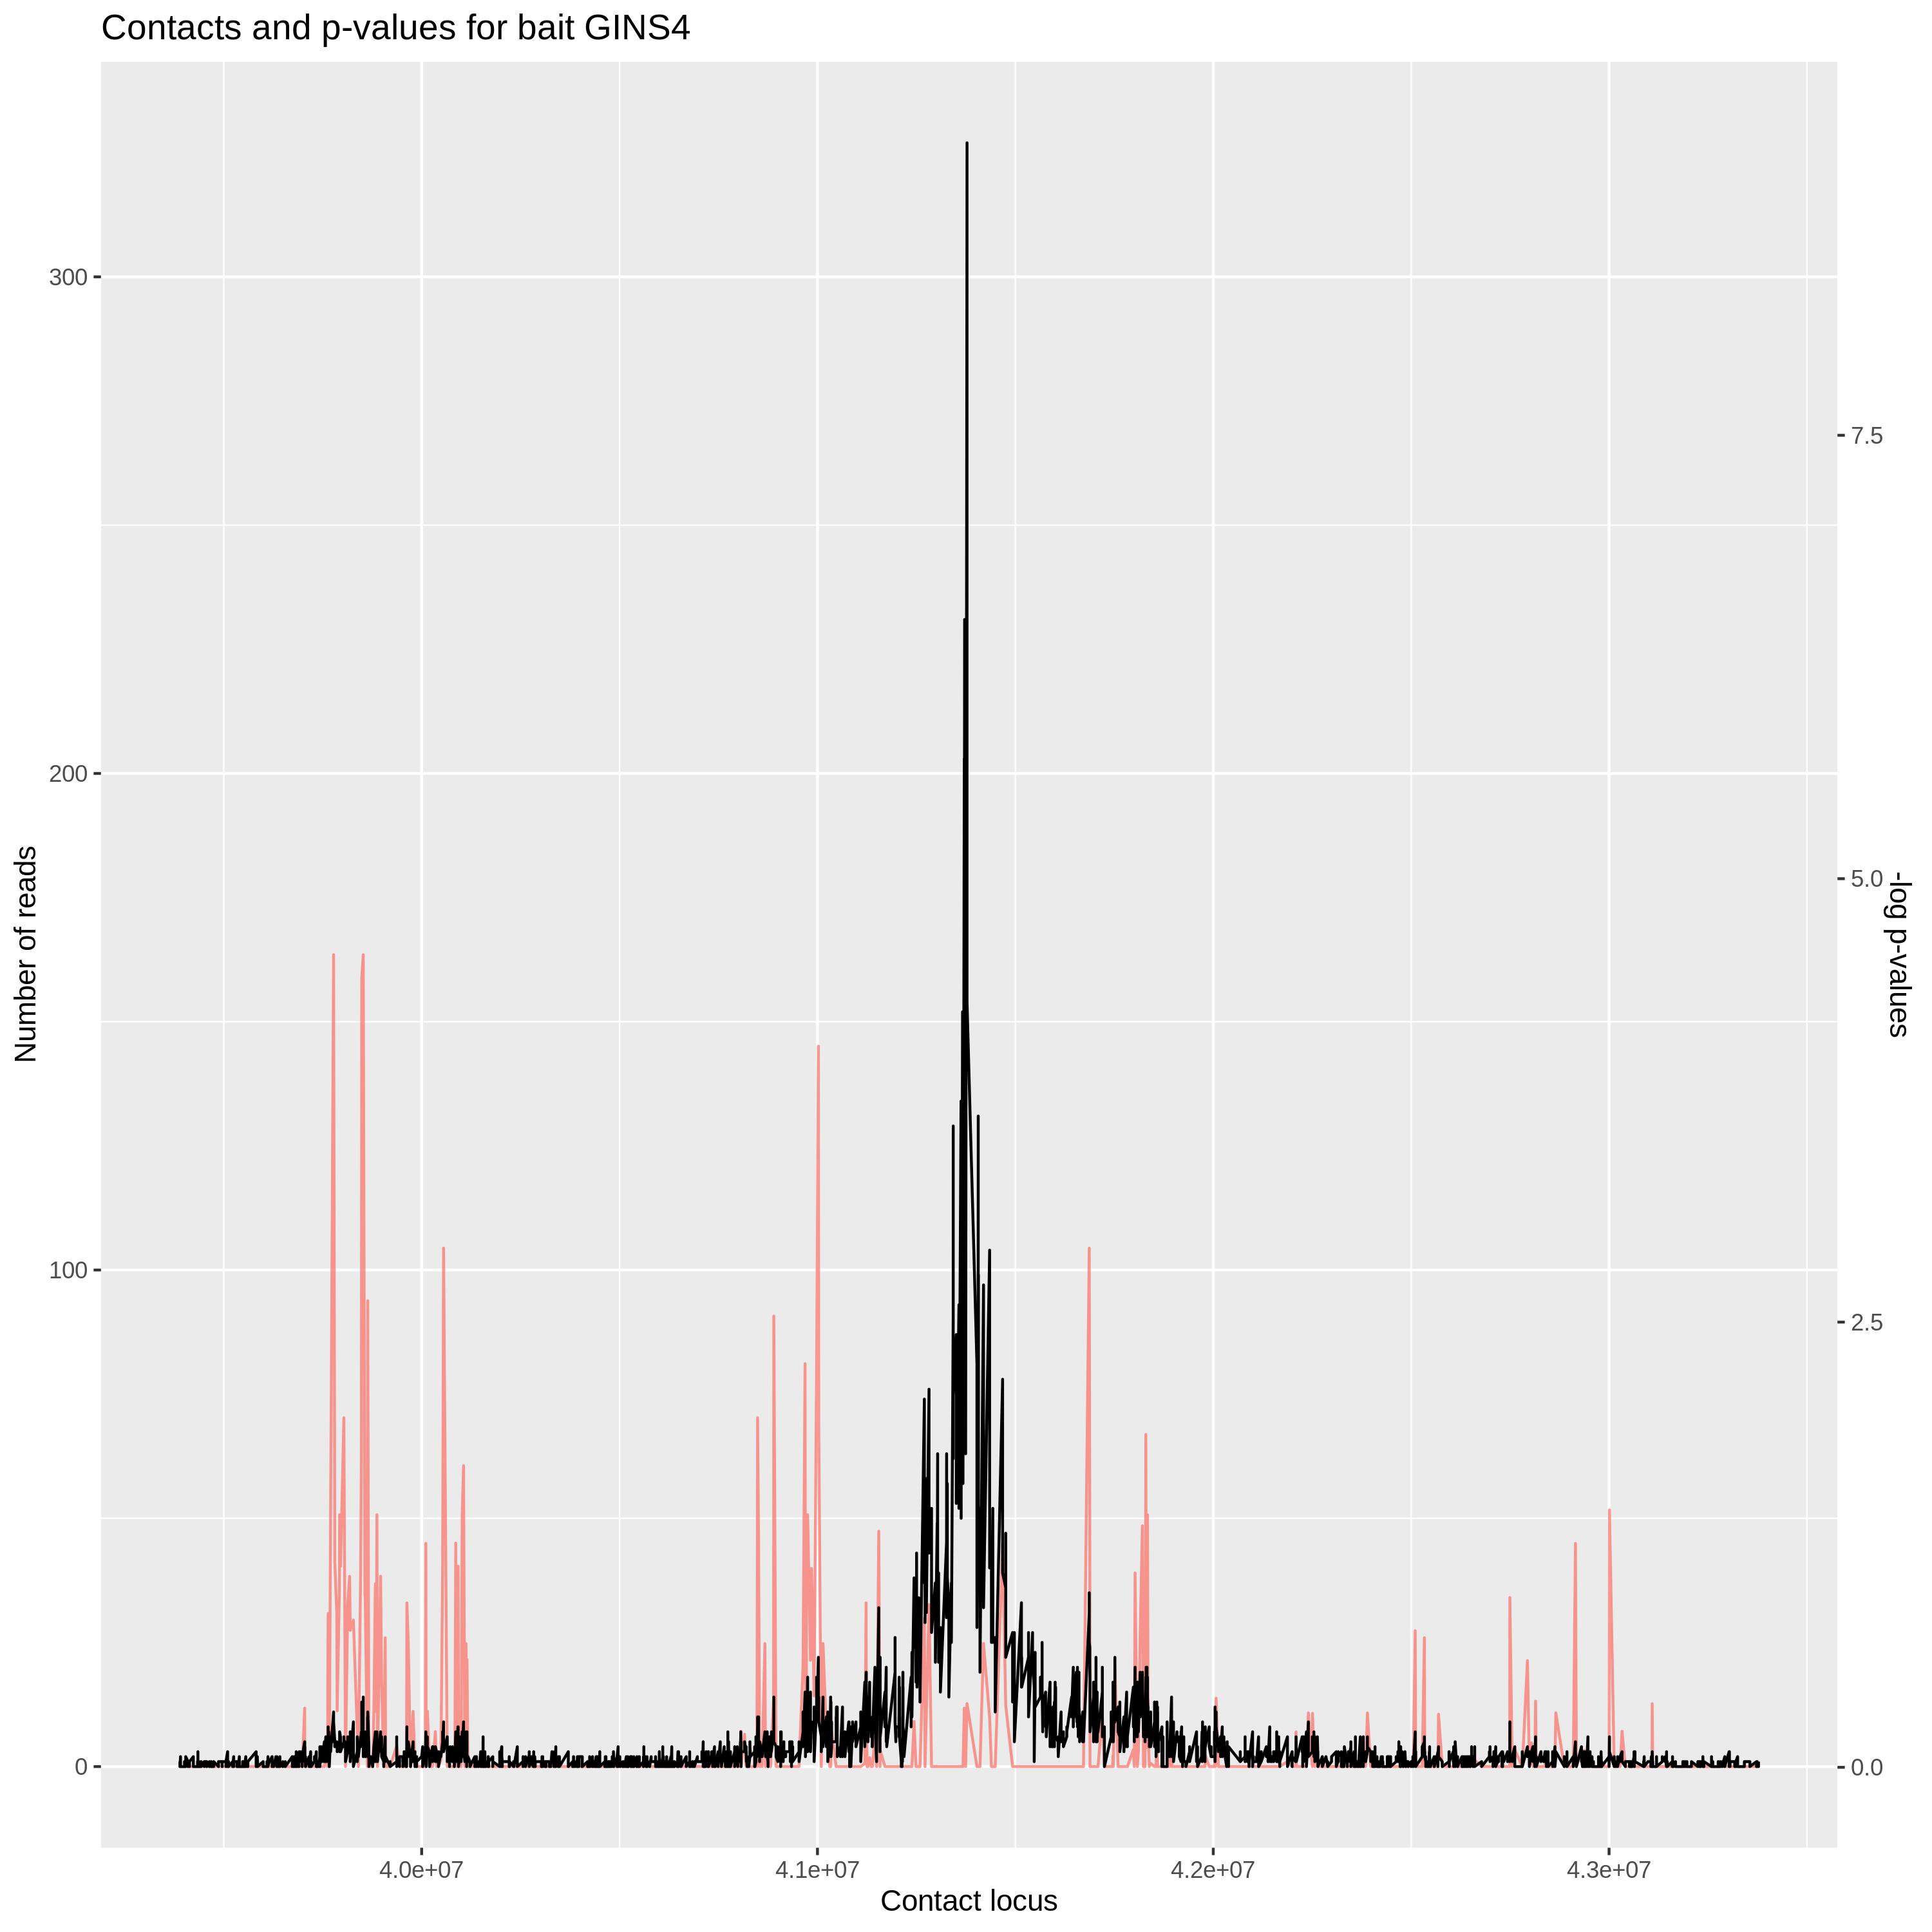 Contacts and p-values for bait GINS4
300
200
100
0
Number of reads
7.5
5.0
2.5
0.0
-log p-values
4.0e+07
4.1e+07
4.2e+07
4.3e+07
Contact locus